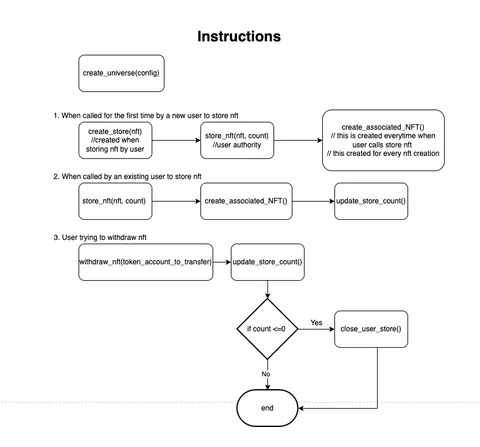 Instructions
create_universe(config)
1. When called for the first time by a new user to store nft
create_store(nft)
//created when
storing nft by user
store_nft(nft, count)
//user authority
create_associated_NFT()
// this is created everytime when
user calls store nft
// this created for every nft creation
2. When called by an existing user to store nft
store_nft(nft, count)
create_associated_NFT()
update_store_count()
3. User trying to withdraw nft
withdraw_nft(token_account_to_transfer)
update_store_count()
if count <=0
Yes
close_user_store()
No
end